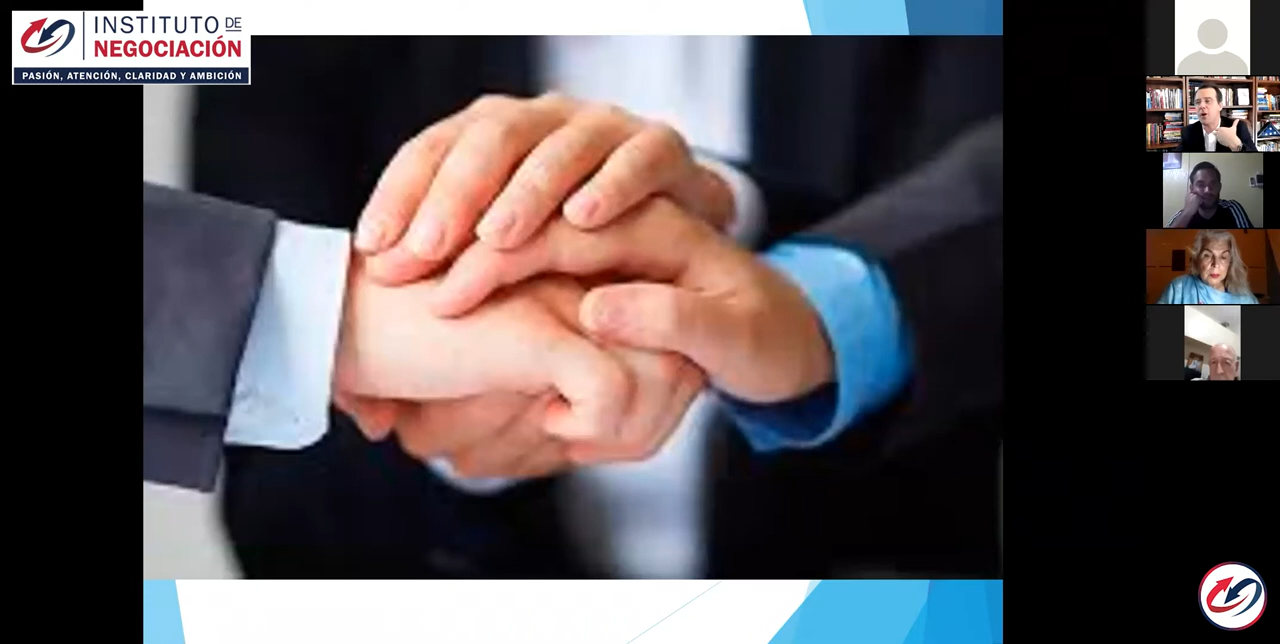 INSTITUTO DE
NEGOCIACIÓN
PASIÓN, ATENCIÓN, CLARIDAD Y AMBICIÓN